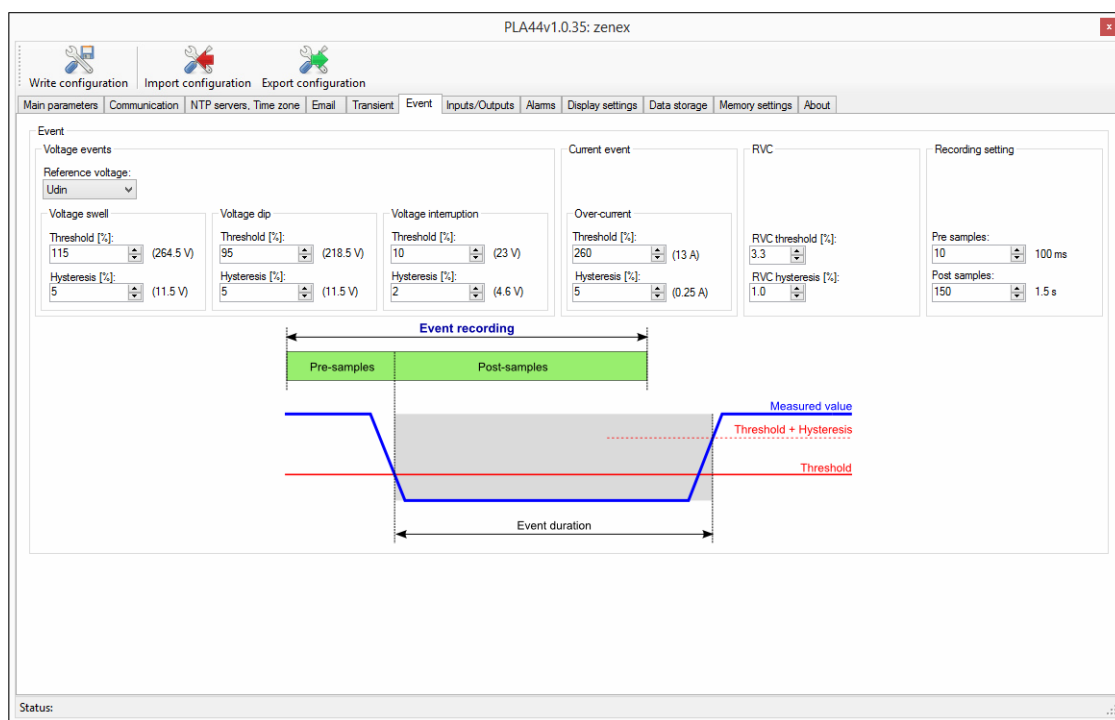 PLA44v1.0.35: zenex
x
Write configuration Import configuration Export configuration
Main parameters Communication NTP servers, Time zone Email Transient Event Inputs/Outputs Alarms Display settings Data storage Memory settings About
Event
Voltage events Current event RVC Recording setting
Reference voltage:
Udin
Voltage swell Voltage dip Voltage interruption Over-current
Threshold [%]: Threshold [%]: Threshold [%]: Threshold [%]: RVC threshold [%]: Pre samples:
115 (264.5 V) 95 (218.5 V) 10 (23 V) 260 (13 A) 3.3 10 100 ms
Hysteresis [%]: Hysteresis [%]: Hysteresis [%]: Hysteresis [%]: RVC hysteresis [%]: Post samples:
5 (11.5 V) 5 (11.5 V) 2 (4.6 V) 5 (0.25 A) 1.0 150 1.5 s
Event recording
Pre-samples Post-samples
Measured value
Threshold + Hysteresis
Threshold
Event duration
Status: